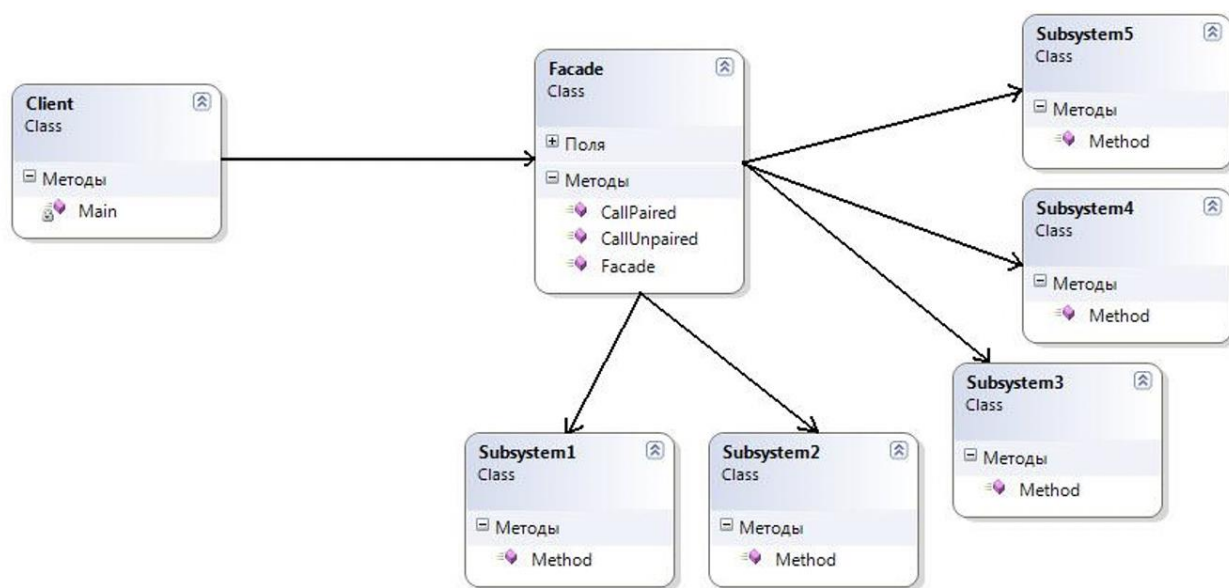 Client
Class
Методы
Main
Facade
Class
Поля
Методы
CallPaired
CallUnpaired
Facade
Subsystem5
Class
Методы
Method
Subsystem4
Class
Методы
Method
Subsystem3
Class
Методы
Method
Subsystem1
Class
Методы
Method
Subsystem2
Class
Методы
Method